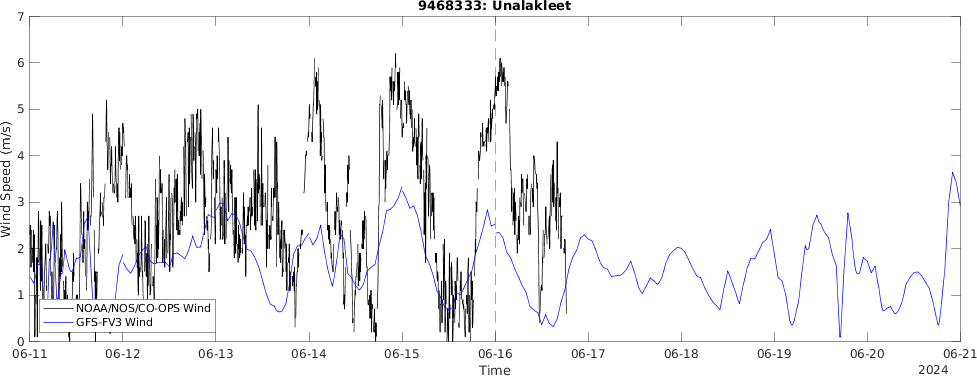 9468333: Unalakleet
7
6
5
4
3
2
1
0
Wind Speed (m/s)
NOAA/NOS/CO-OPS Wind
GFS-FV3 Wind
06-11 06-12 06-13 06-14 06-15 06-16 06-17 06-18 06-19 06-20 06-21
Time
2024